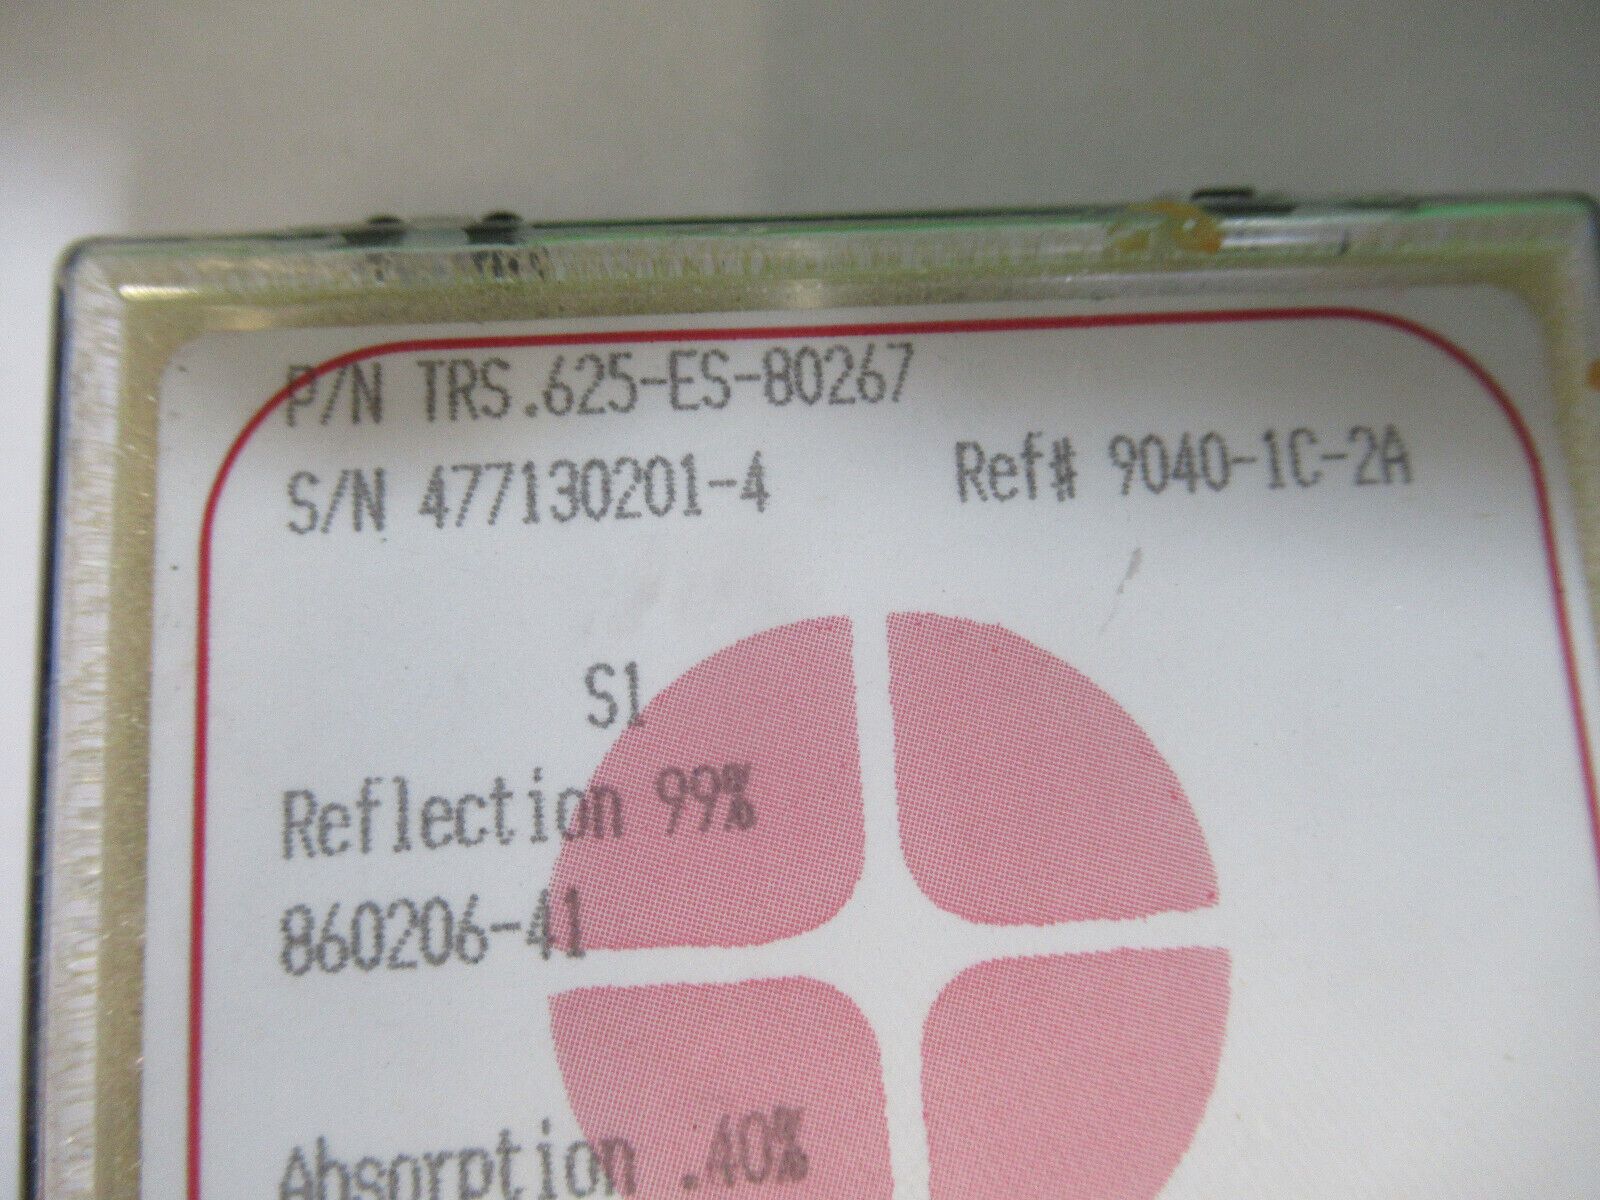 P/N TRS.625-ES-80267
S/N 477130201-4 Ref# 9040-1C-2A
S1
Reflection 99%
860206-41
Absorption .40%